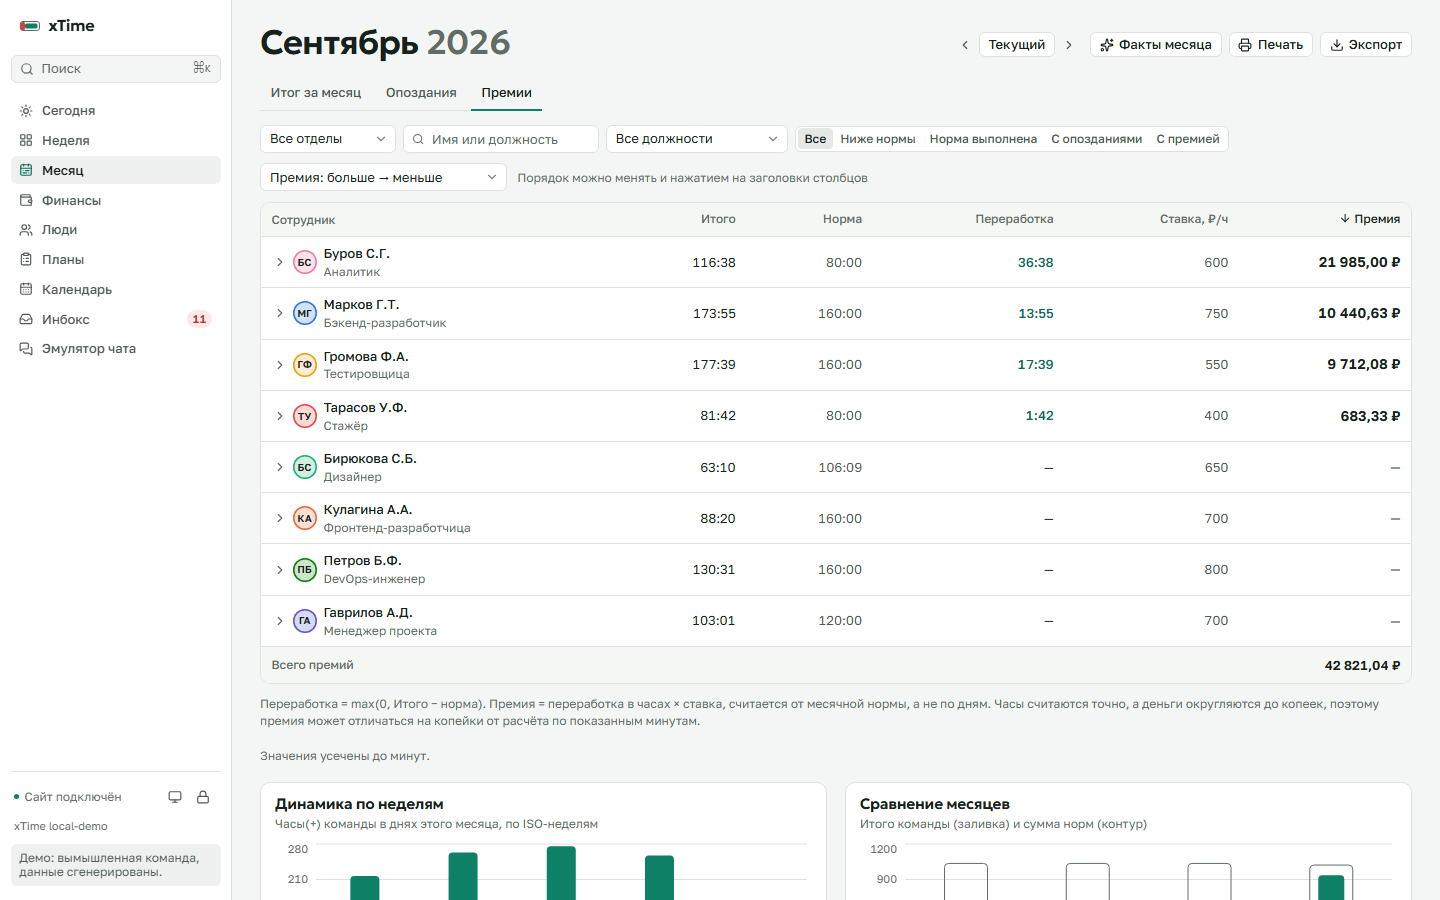 xTime
Поиск ⌘K
Сегодня
Неделя
Месяц
Финансы
Люди
Планы
Календарь
Инбокс 11
Эмулятор чата
Сайт подключён
xTime local-demo
Демо: вымышленная команда,
данные сгенерированы.
Сентябрь 2026
Текущий
Факты месяца
Печать
Экспорт
Итог за месяц Опоздания Премии
Все отделы
Имя или должность
Все должности
Все Ниже нормы Норма выполнена С опозданиями С премией
Премия: больше → меньше
Порядок можно менять и нажатием на заголовки столбцов
Сотрудник Итого Норма Переработка Ставка, ₽/ч ↓ Премия
БС Буров С.Г. 116:38 80:00 36:38 600 21 985,00 ₽
Аналитик
МГ Марков Г.Т. 173:55 160:00 13:55 750 10 440,63 ₽
Бэкенд-разработчик
ГФ Громова Ф.А. 177:39 160:00 17:39 550 9 712,08 ₽
Тестировщица
ТУ Тарасов У.Ф. 81:42 80:00 1:42 400 683,33 ₽
Стажёр
БС Бирюкова С.Б. 63:10 106:09 — 650 —
Дизайнер
КА Кулагина А.А. 88:20 160:00 — 700 —
Фронтенд-разработчица
ПБ Петров Б.Ф. 130:31 160:00 — 800 —
DevOps-инженер
ГА Гаврилов А.Д. 103:01 120:00 — 700 —
Менеджер проекта
Всего премий 42 821,04 ₽
Переработка = max(0, Итого − норма). Премия = переработка в часах × ставка, считается от месячной нормы, а не по дням. Часы считаются точно, а деньги округляются до копеек, поэтому
премия может отличаться на копейки от расчёта по показанным минутам.
Значения усечены до минут.
Динамика по неделям
Часы(+) команды в днях этого месяца, по ISO-неделям
280
210
Сравнение месяцев
Итого команды (заливка) и сумма норм (контур)
1200
900